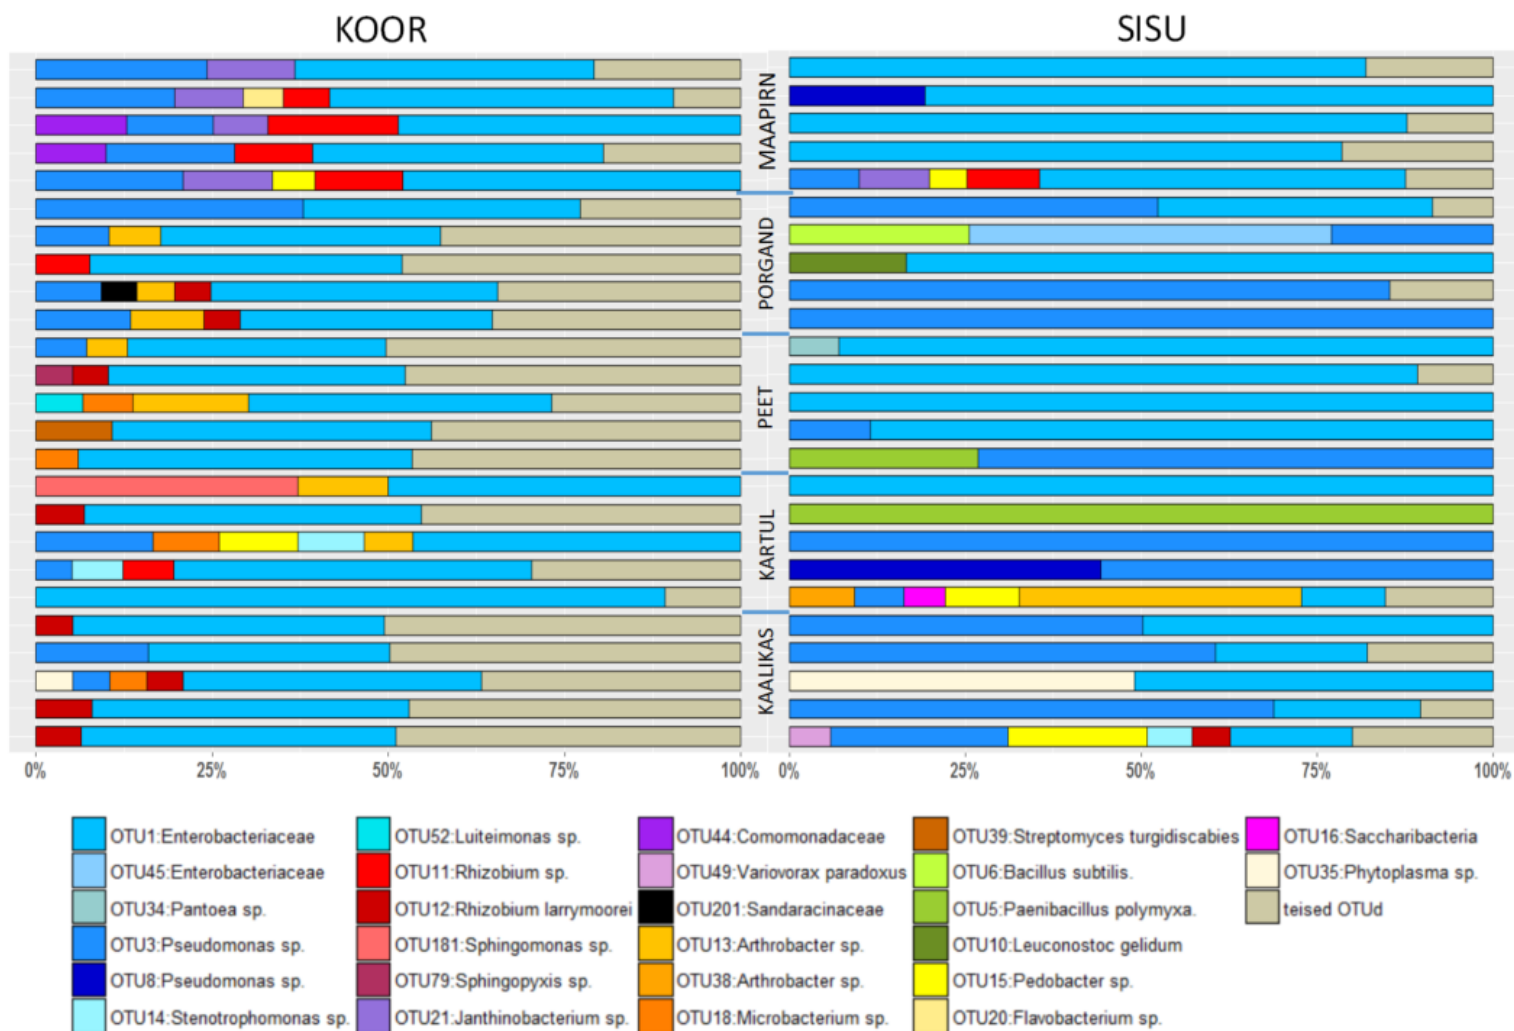 KOOR SISU
MAAPIRN
PORGAND
PEET
KARTUL
KAALIKAS
0% 25% 50% 75% 100% 0% 25% 50% 75% 100%
OTU1:Enterobacteriaceae OTU52:Luiteimonas sp. OTU44:Comomonadaceae OTU39:Streptomyces turgidiscabies OTU16:Saccharibacteria
OTU45:Enterobacteriaceae OTU11:Rhizobium sp. OTU49:Variovorax paradoxus OTU6:Bacillus subtilis. OTU35:Phytoplasma sp.
OTU34:Pantoea sp. OTU12:Rhizobium larrymoorei OTU201:Sandaracinaceae OTU5:Paenibacillus polymyxa. teised OTUd
OTU3:Pseudomonas sp. OTU181:Sphingomonas sp. OTU13:Arthrobacter sp. OTU10:Leuconostoc gelidum
OTU8:Pseudomonas sp. OTU79:Sphingopyxis sp. OTU38:Arthrobacter sp. OTU15:Pedobacter sp.
OTU14:Stenotrophomonas sp. OTU21:Janthinobacterium sp. OTU18:Microbacterium sp. OTU20:Flavobacterium sp.